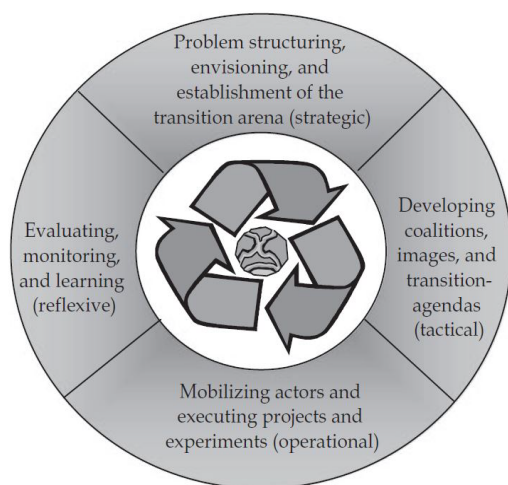 Problem structuring,
envisioning, and
establishment of the
transition arena (strategic)
Developing
coalitions,
images, and
transition-
agendas
(tactical)
Mobilizing actors and
executing projects and
experiments (operational)
Evaluating,
monitoring,
and learning
(reflexive)